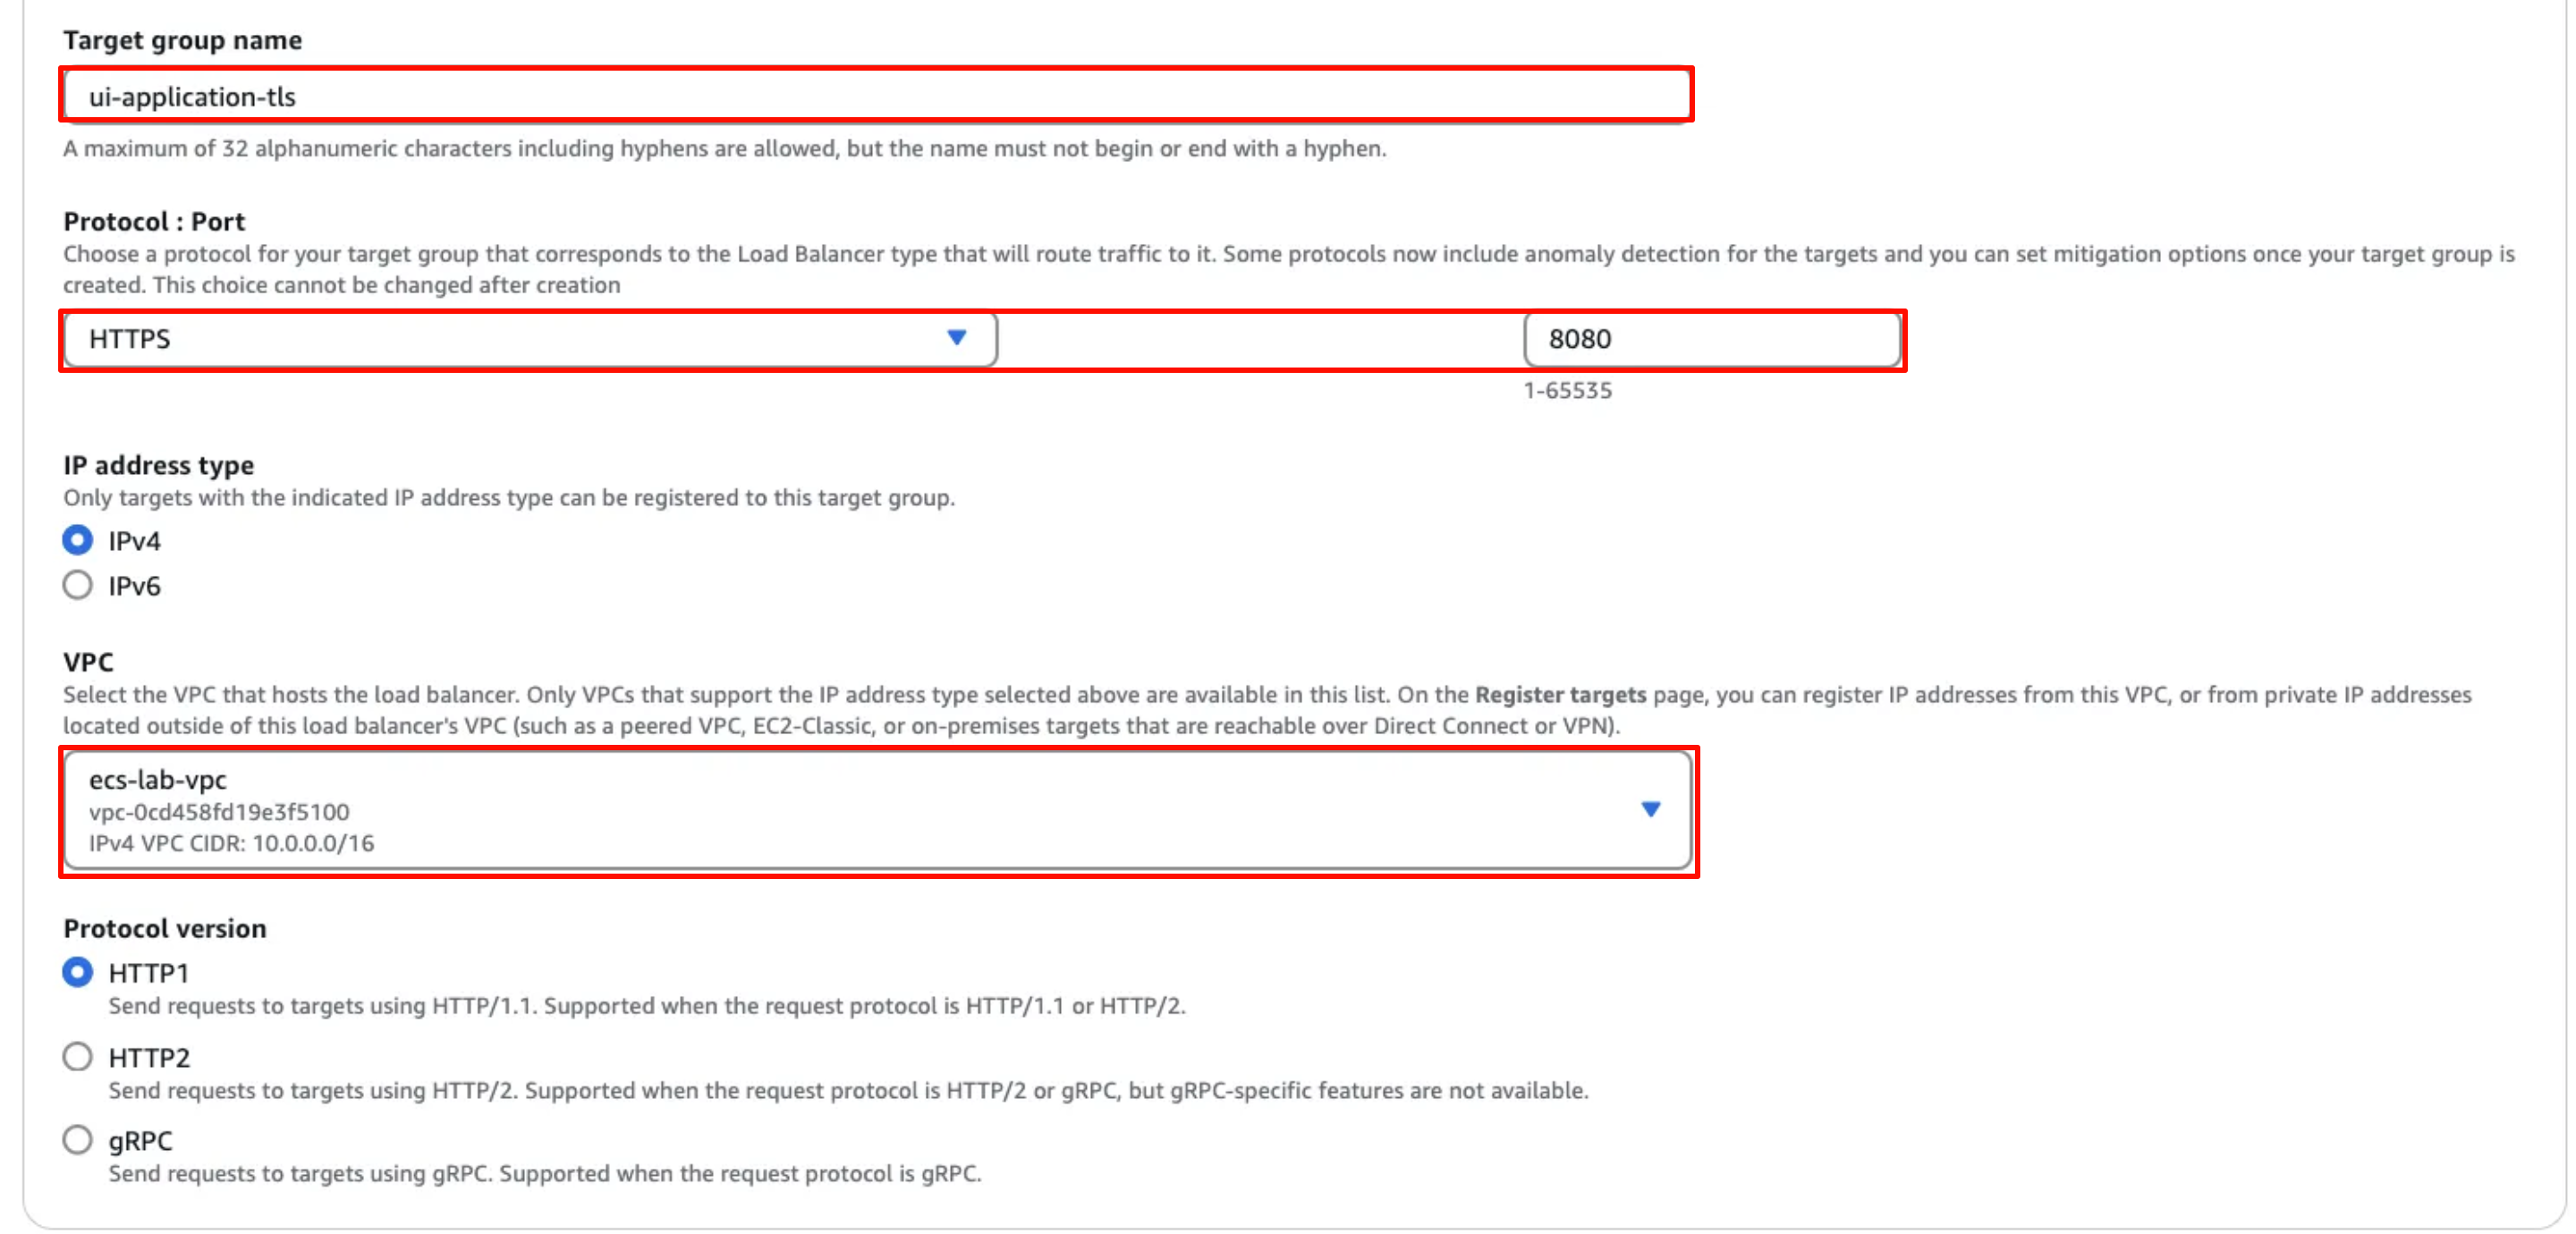 Target group name
ui-application-tls
A maximum of 32 alphanumeric characters including hyphens are allowed, but the name must not begin or end with a hyphen.
Protocol : Port
Choose a protocol for your target group that corresponds to the Load Balancer type that will route traffic to it. Some protocols now include anomaly detection for the targets and you can set mitigation options once your target group is
created. This choice cannot be changed after creation
HTTPS
8080
1-65535
IP address type
Only targets with the indicated IP address type can be registered to this target group.
IPv4
IPv6
VPC
Select the VPC that hosts the load balancer. Only VPCs that support the IP address type selected above are available in this list. On the Register targets page, you can register IP addresses from this VPC, or from private IP addresses
located outside of this load balancer's VPC (such as a peered VPC, EC2-Classic, or on-premises targets that are reachable over Direct Connect or VPN).
ecs-lab-vpc
vpc-0cd458fd19e3f5100
IPv4 VPC CIDR: 10.0.0.0/16
Protocol version
HTTP1
Send requests to targets using HTTP/1.1. Supported when the request protocol is HTTP/1.1 or HTTP/2.
HTTP2
Send requests to targets using HTTP/2. Supported when the request protocol is HTTP/2 or gRPC, but gRPC-specific features are not available.
gRPC
Send requests to targets using gRPC. Supported when the request protocol is gRPC.